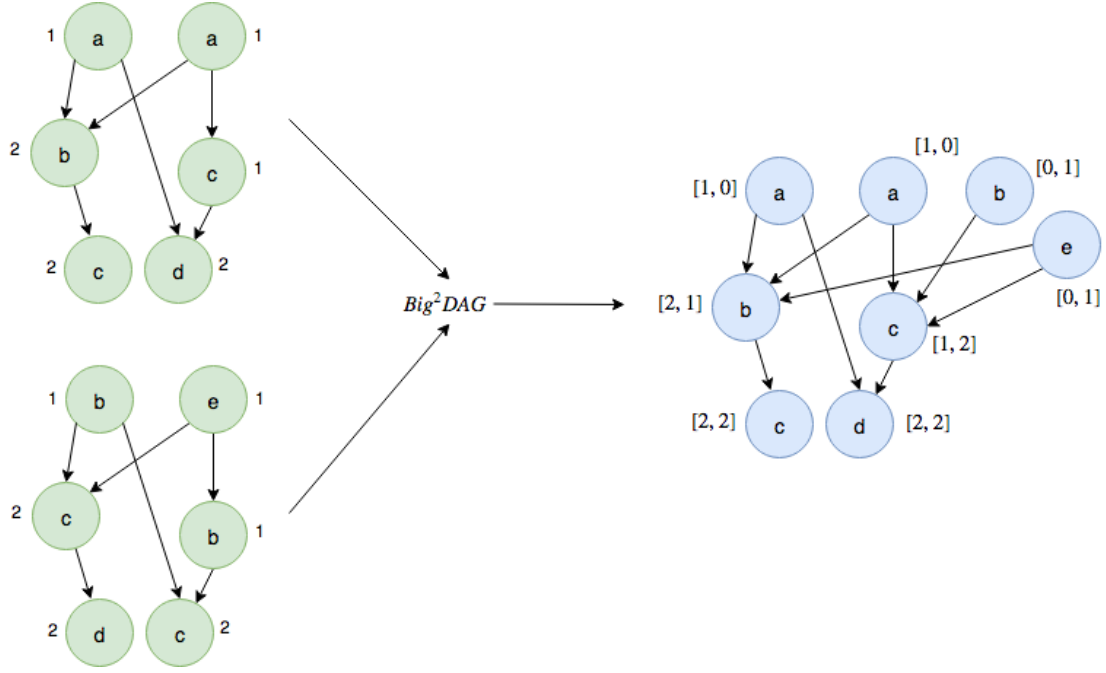 1 a a 1
2 b c 1
2 c d 2
1 b e 1
2 c b 1
2 d c 2
Big²DAG
[1, 0] a [1, 0] a [0, 1] b
e [0, 1]
[2, 1] b c [1, 2]
[2, 2] c d [2, 2]